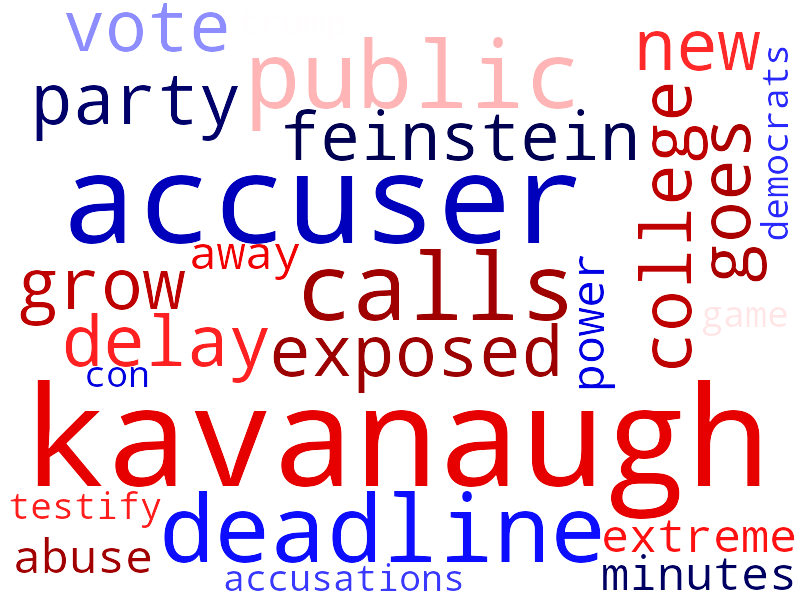 vote
public
new
party
feinstein
democrats
accuser
college
goes
away
grow
calls
game
delay
exposed
power
con
kavanaugh
testify
deadline
extreme
abuse
accusations
minutes